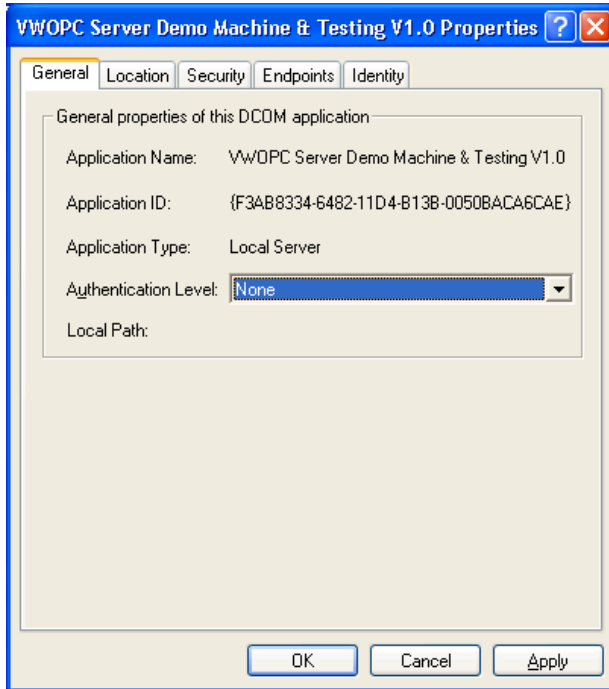 VWOPC Server Demo Machine & Testing V1.0 Properties
General Location Security Endpoints Identity
General properties of this DCOM application
Application Name: VWOPC Server Demo Machine & Testing V1.0
Application ID: {F3AB8334-6482-11D4-B13B-0050BACA6CAE}
Application Type: Local Server
Authentication Level: None
Local Path:
OK Cancel Apply